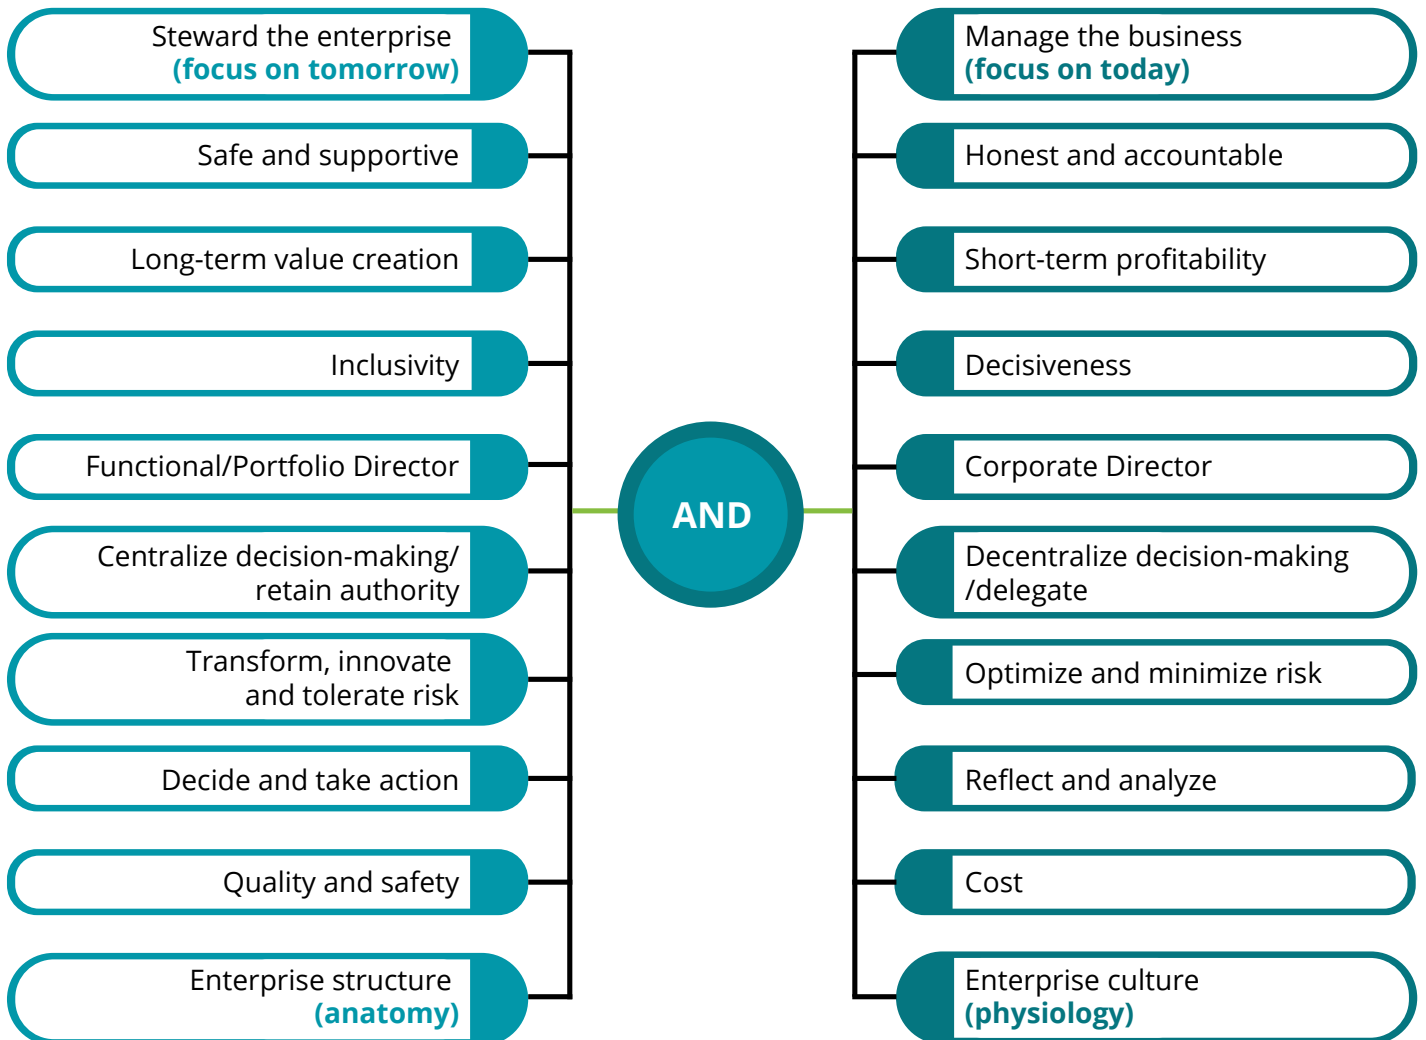 Steward the enterprise
(focus on tomorrow)
Safe and supportive
Long-term value creation
Inclusivity
Functional/Portfolio Director
Centralize decision-making/
retain authority
Transform, innovate
and tolerate risk
Decide and take action
Quality and safety
Enterprise structure
(anatomy)
AND
Manage the business
(focus on today)
Honest and accountable
Short-term profitability
Decisiveness
Corporate Director
Decentralize decision-making
/delegate
Optimize and minimize risk
Reflect and analyze
Cost
Enterprise culture
(physiology)